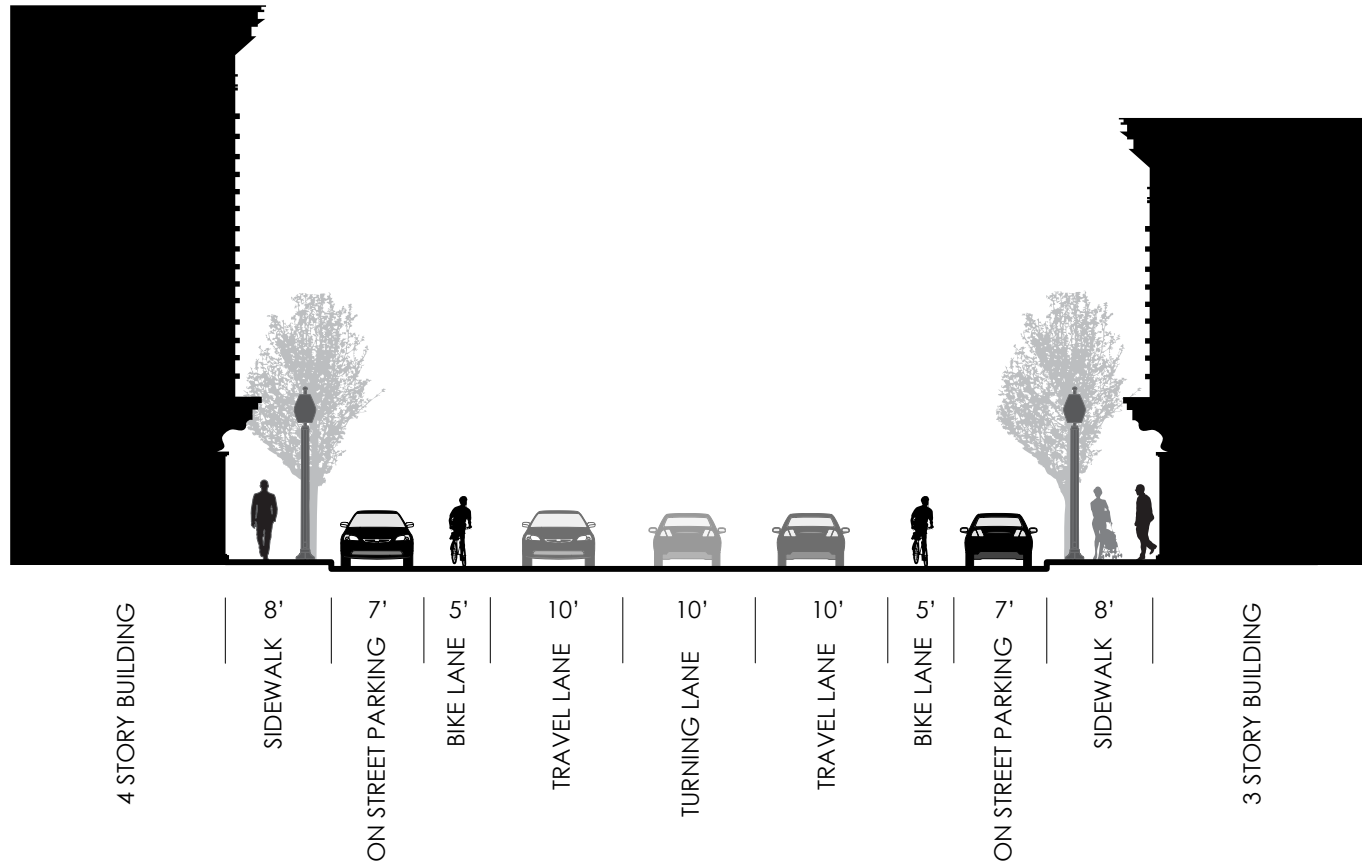 4 STORY BUILDING
8’
SIDEWALK
7’
ON STREET PARKING
5’
BIKE LANE
10’
TRAVEL LANE
10’
TURNING LANE
10’
TRAVEL LANE
5’
BIKE LANE
7’
ON STREET PARKING
8’
SIDEWALK
3 STORY BUILDING